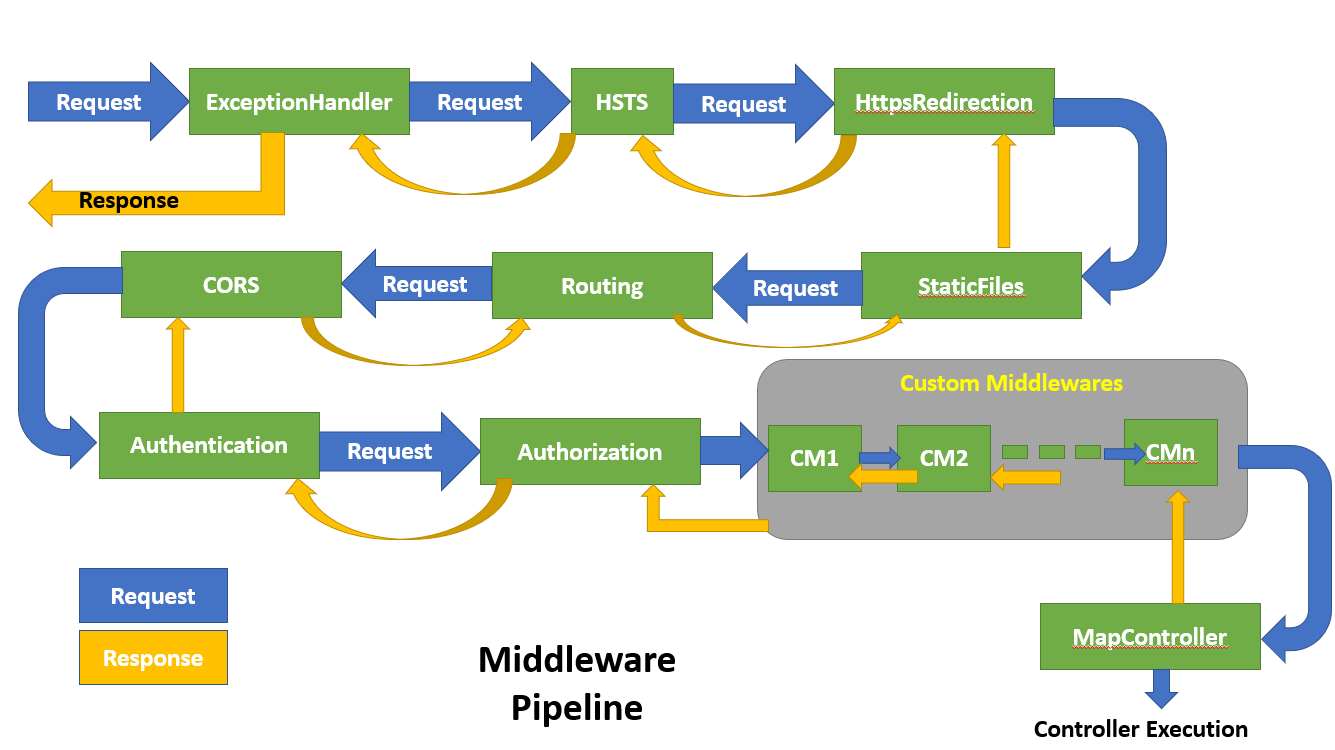 Request
ExceptionHandler
Request
HSTS
Request
HttpsRedirection
Response
CORS
Request
Routing
Request
StaticFiles
Custom Middlewares
Authentication
Request
Authorization
CM1
CM2
CMn
Request
Response
MapController
Middleware
Pipeline
Controller Execution